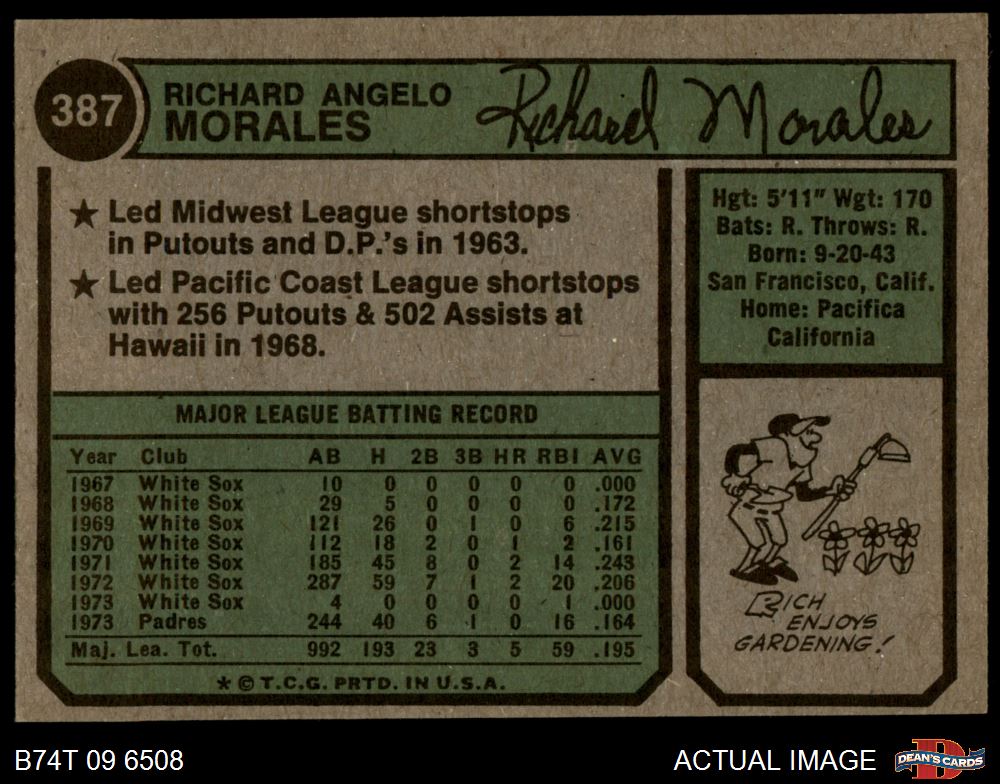 387
RICHARD ANGELO
MORALES
Richard Morales
★ Led Midwest League shortstops
in Putouts and D.P.'s in 1963.
★ Led Pacific Coast League shortstops
with 256 Putouts & 502 Assists at
Hawaii in 1968.
Hgt: 5'11" Wgt: 170
Bats: R. Throws: R.
Born: 9-20-43
San Francisco, Calif.
Home: Pacifica
California
MAJOR LEAGUE BATTING RECORD
Year Club AB H 2B 3B HR RBI AVG
1967 White Sox 10 0 0 0 0 0 .000
1968 White Sox 29 5 0 0 0 0 .172
1969 White Sox 121 26 0 1 0 6 .215
1970 White Sox 112 18 2 0 1 2 .161
1971 White Sox 185 45 8 0 2 14 .243
1972 White Sox 287 59 7 1 2 20 .206
1973 White Sox 4 0 0 0 0 1 .000
1973 Padres 244 40 6 1 0 16 .164
Maj. Lea. Tot. 992 193 23 3 5 59 .195
* © T.C.G. PRTD. IN U.S.A.
RICH
ENJOYS
GARDENING!
B74T 09 6508
ACTUAL IMAGE
D
DEAN'S CARDS